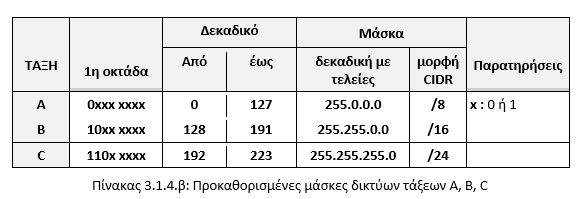 ΤΑΞΗ 1η οκτάδα Δεκαδικό Μάσκα Παρατηρήσεις
Από έως δεκαδική με τελείες μορφή CIDR
A 0xxx xxxx 0 127 255.0.0.0 /8 x : 0 ή 1
B 10xx xxxx 128 191 255.255.0.0 /16
C 110x xxxx 192 223 255.255.255.0 /24
Πίνακας 3.1.4.β: Προκαθορισμένες μάσκες δικτύων τάξεων A, B, C